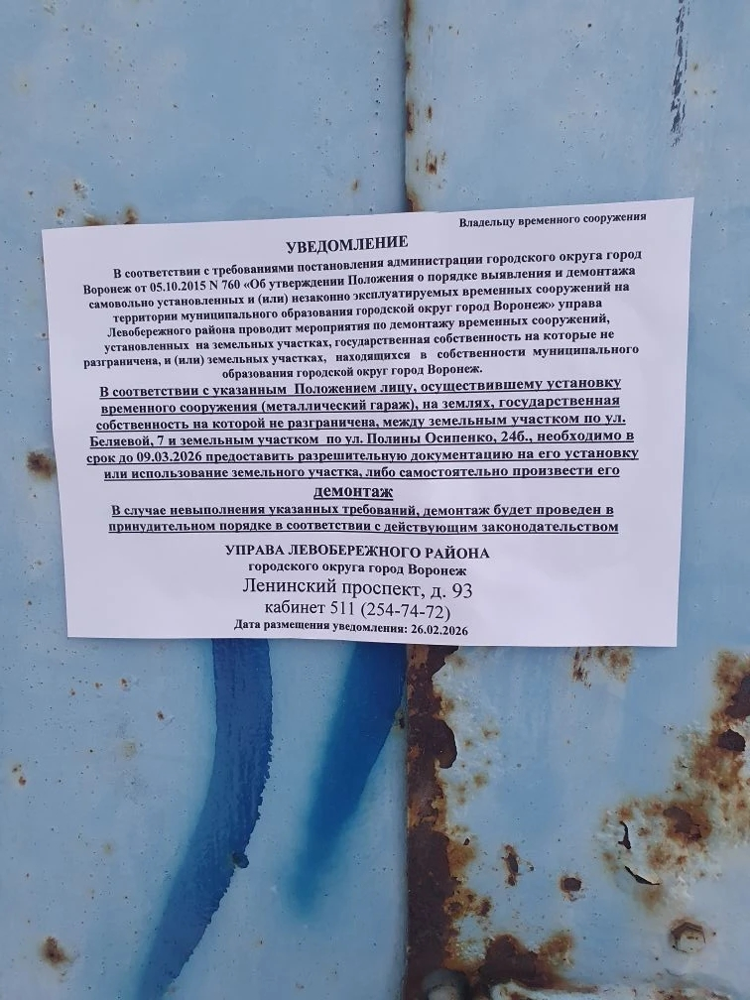 Владельцу временного сооружения
УВЕДОМЛЕНИЕ
В соответствии с требованиями постановления администрации городского округа город
Воронеж от 05.10.2015 N 760 «Об утверждении Положения о порядке выявления и демонтажа
самовольно установленных и (или) незаконно эксплуатируемых временных сооружений на
территории муниципального образования городской округ город Воронеж» управа
Левобережного района проводит мероприятия по демонтажу временных сооружений,
установленных на земельных участках, государственная собственность на которые не
разграничена, и (или) земельных участках, находящихся в собственности муниципального
образования городской округ город Воронеж.
В соответствии с указанным Положением лицу, осуществившему установку
временного сооружения (металлический гараж), на землях, государственная
собственность на которой не разграничена, между земельным участком по ул.
Беляевой, 7 и земельным участком по ул. Полины Осипенко, 24б., необходимо в
срок до 09.03.2026 предоставить разрешительную документацию на его установку
или использование земельного участка, либо самостоятельно произвести его
демонтаж
В случае невыполнения указанных требований, демонтаж будет проведен в
принудительном порядке в соответствии с действующим законодательством
УПРАВА ЛЕВОБЕРЕЖНОГО РАЙОНА
городского округа город Воронеж
Ленинский проспект, д. 93
кабинет 511 (254-74-72)
Дата размещения уведомления: 26.02.2026